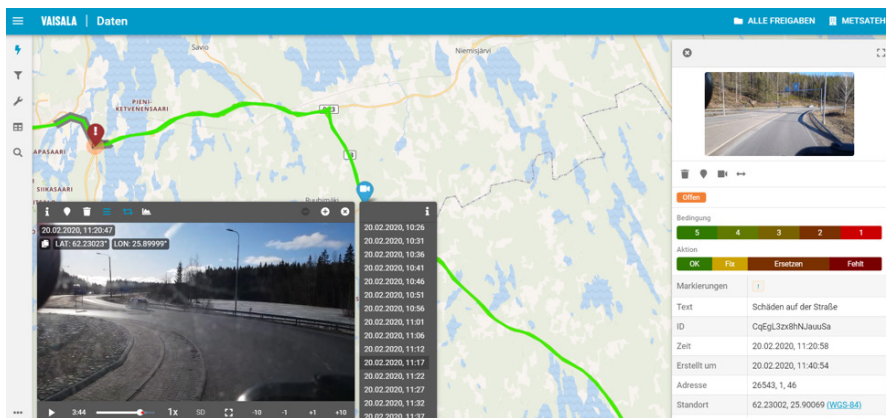 VAISALA | Daten
ALLE FREIGABEN
METSATEH
Savio
Niemisjärvi
PIENI-
KETVENENSAARI
APASAARI
SIIKASAARI
20.02.2020, 11:20:47
LAT: 62.23023° LON: 25.89999°
3:44
1x
SD
-10
-1
+1
+10
20.02.2020, 10:26
20.02.2020, 10:31
20.02.2020, 10:36
20.02.2020, 10:41
20.02.2020, 10:46
20.02.2020, 10:51
20.02.2020, 10:56
20.02.2020, 11:01
20.02.2020, 11:06
20.02.2020, 11:12
20.02.2020, 11:17
20.02.2020, 11:22
20.02.2020, 11:27
20.02.2020, 11:32
20.02.2020, 11:37
Offen
Bedingung
5 4 3 2 1
Aktion
OK Fix Ersetzen Fehlt
Markierungen 1
Text Schäden auf der Straße
ID CqEgL3zx8hNJauuSa
Zeit 20.02.2020, 11:20:58
Erstellt um 20.02.2020, 11:40:54
Adresse 26543, 1, 46
Standort 62.23002, 25.90069 (WGS-84)